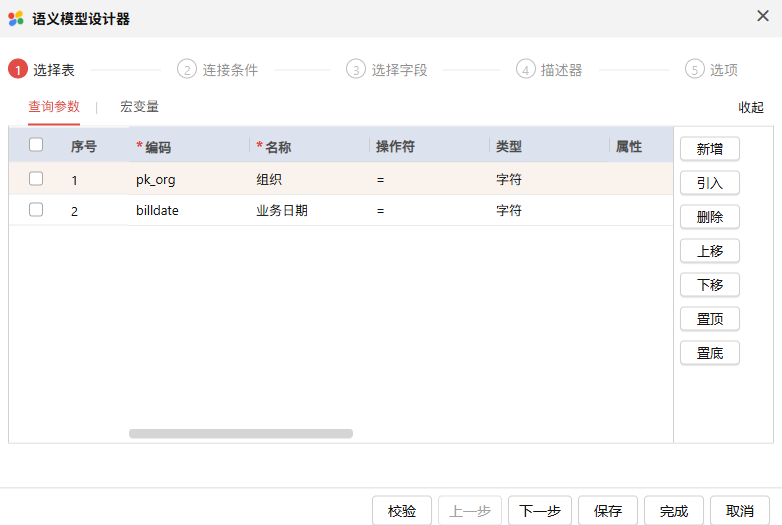 语义模型设计器
1 选择表 2 连接条件 3 选择字段 4 描述器 5 选项
查询参数 | 宏变量 收起
序号 *编码 *名称 操作符 类型 属性
1 pk_org 组织 = 字符
2 billdate 业务日期 = 字符
新增
引入
删除
上移
下移
置顶
置底
校验 上一步 下一步 保存 完成 取消